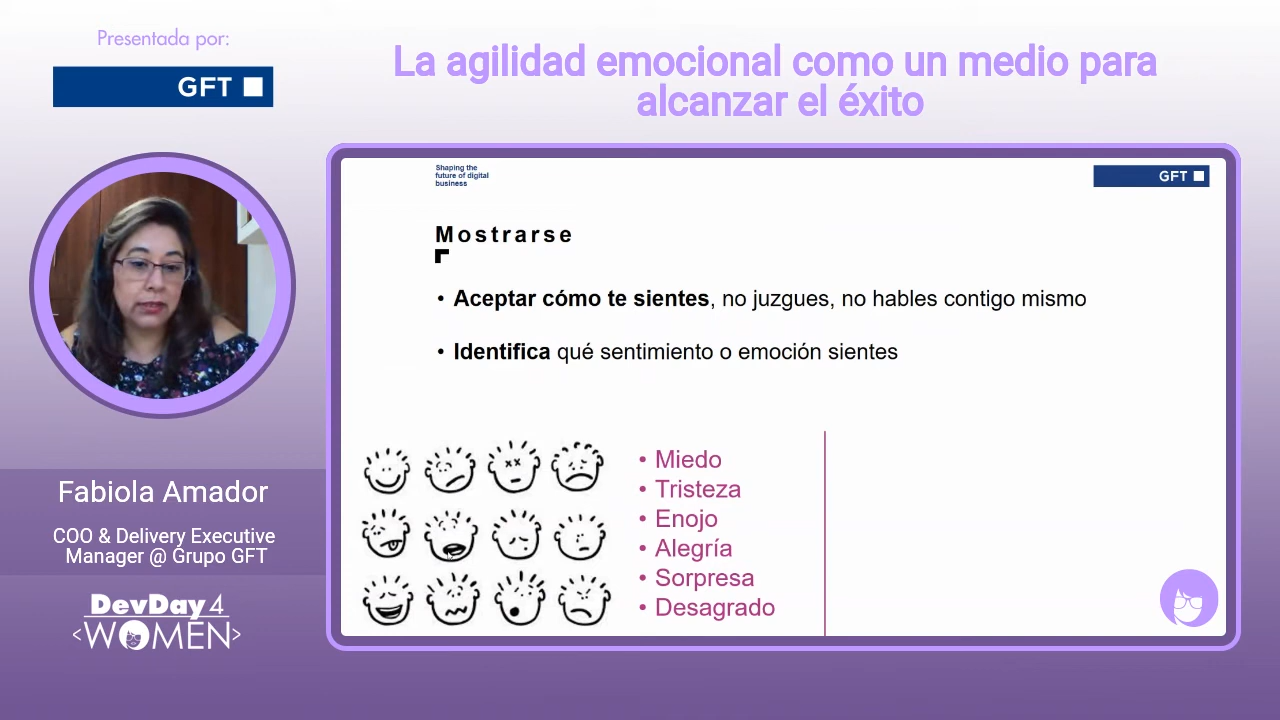 Presentada por:
GFT
La agilidad emocional como un medio para
alcanzar el éxito
Shaping the
future of digital
business
GFT
Mostrarse
• Aceptar cómo te sientes, no juzgues, no hables contigo mismo
• Identifica qué sentimiento o emoción sientes
• Miedo
• Tristeza
• Enojo
• Alegría
• Sorpresa
• Desagrado
Fabiola Amador
COO & Delivery Executive
Manager @ Grupo GFT
DevDay 4
<WOMEN>